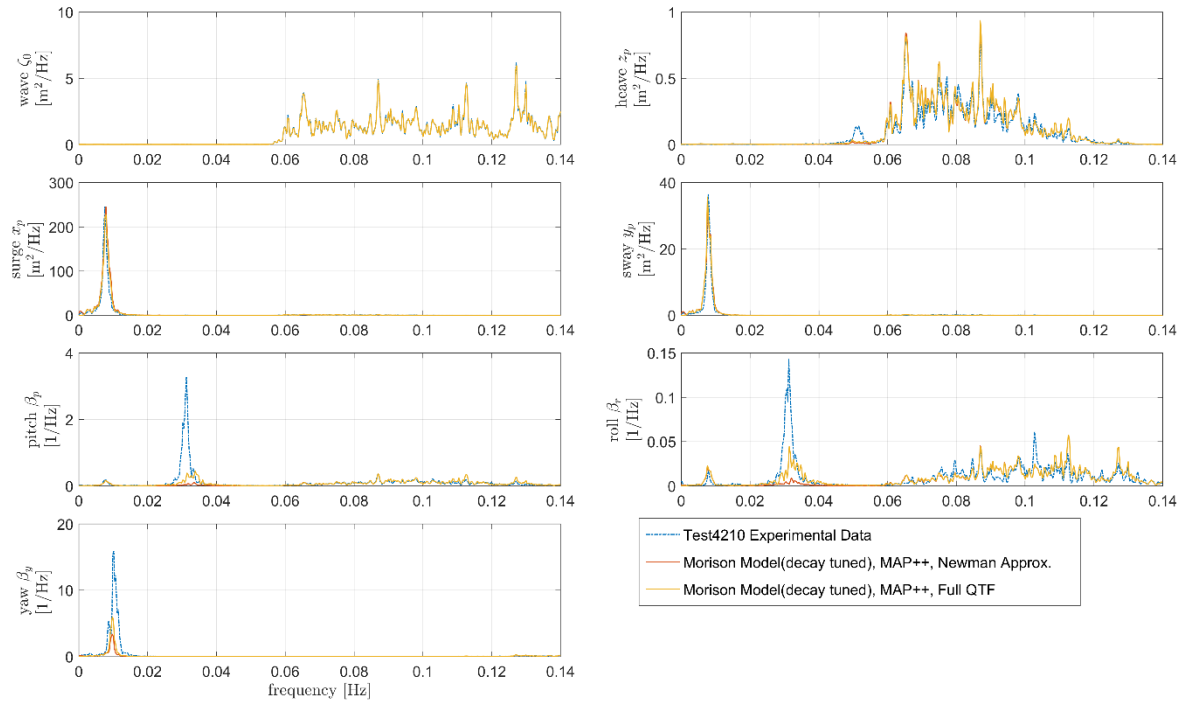 10
5
0
wave ζ₀
[m²/Hz]
0 0.02 0.04 0.06 0.08 0.1 0.12 0.14
1
0.5
0
heave z_p
[m²/Hz]
0 0.02 0.04 0.06 0.08 0.1 0.12 0.14
300
200
100
0
surge x_p
[m²/Hz]
0 0.02 0.04 0.06 0.08 0.1 0.12 0.14
40
20
0
sway y_p
[m²/Hz]
0 0.02 0.04 0.06 0.08 0.1 0.12 0.14
4
2
0
pitch β_p
[1/Hz]
0 0.02 0.04 0.06 0.08 0.1 0.12 0.14
0.15
0.1
0.05
0
roll β_r
[1/Hz]
0 0.02 0.04 0.06 0.08 0.1 0.12 0.14
20
15
10
5
0
yaw β_y
[1/Hz]
0 0.02 0.04 0.06 0.08 0.1 0.12 0.14
frequency [Hz]
Test4210 Experimental Data
Morison Model(decay tuned), MAP++, Newman Approx.
Morison Model(decay tuned), MAP++, Full QTF